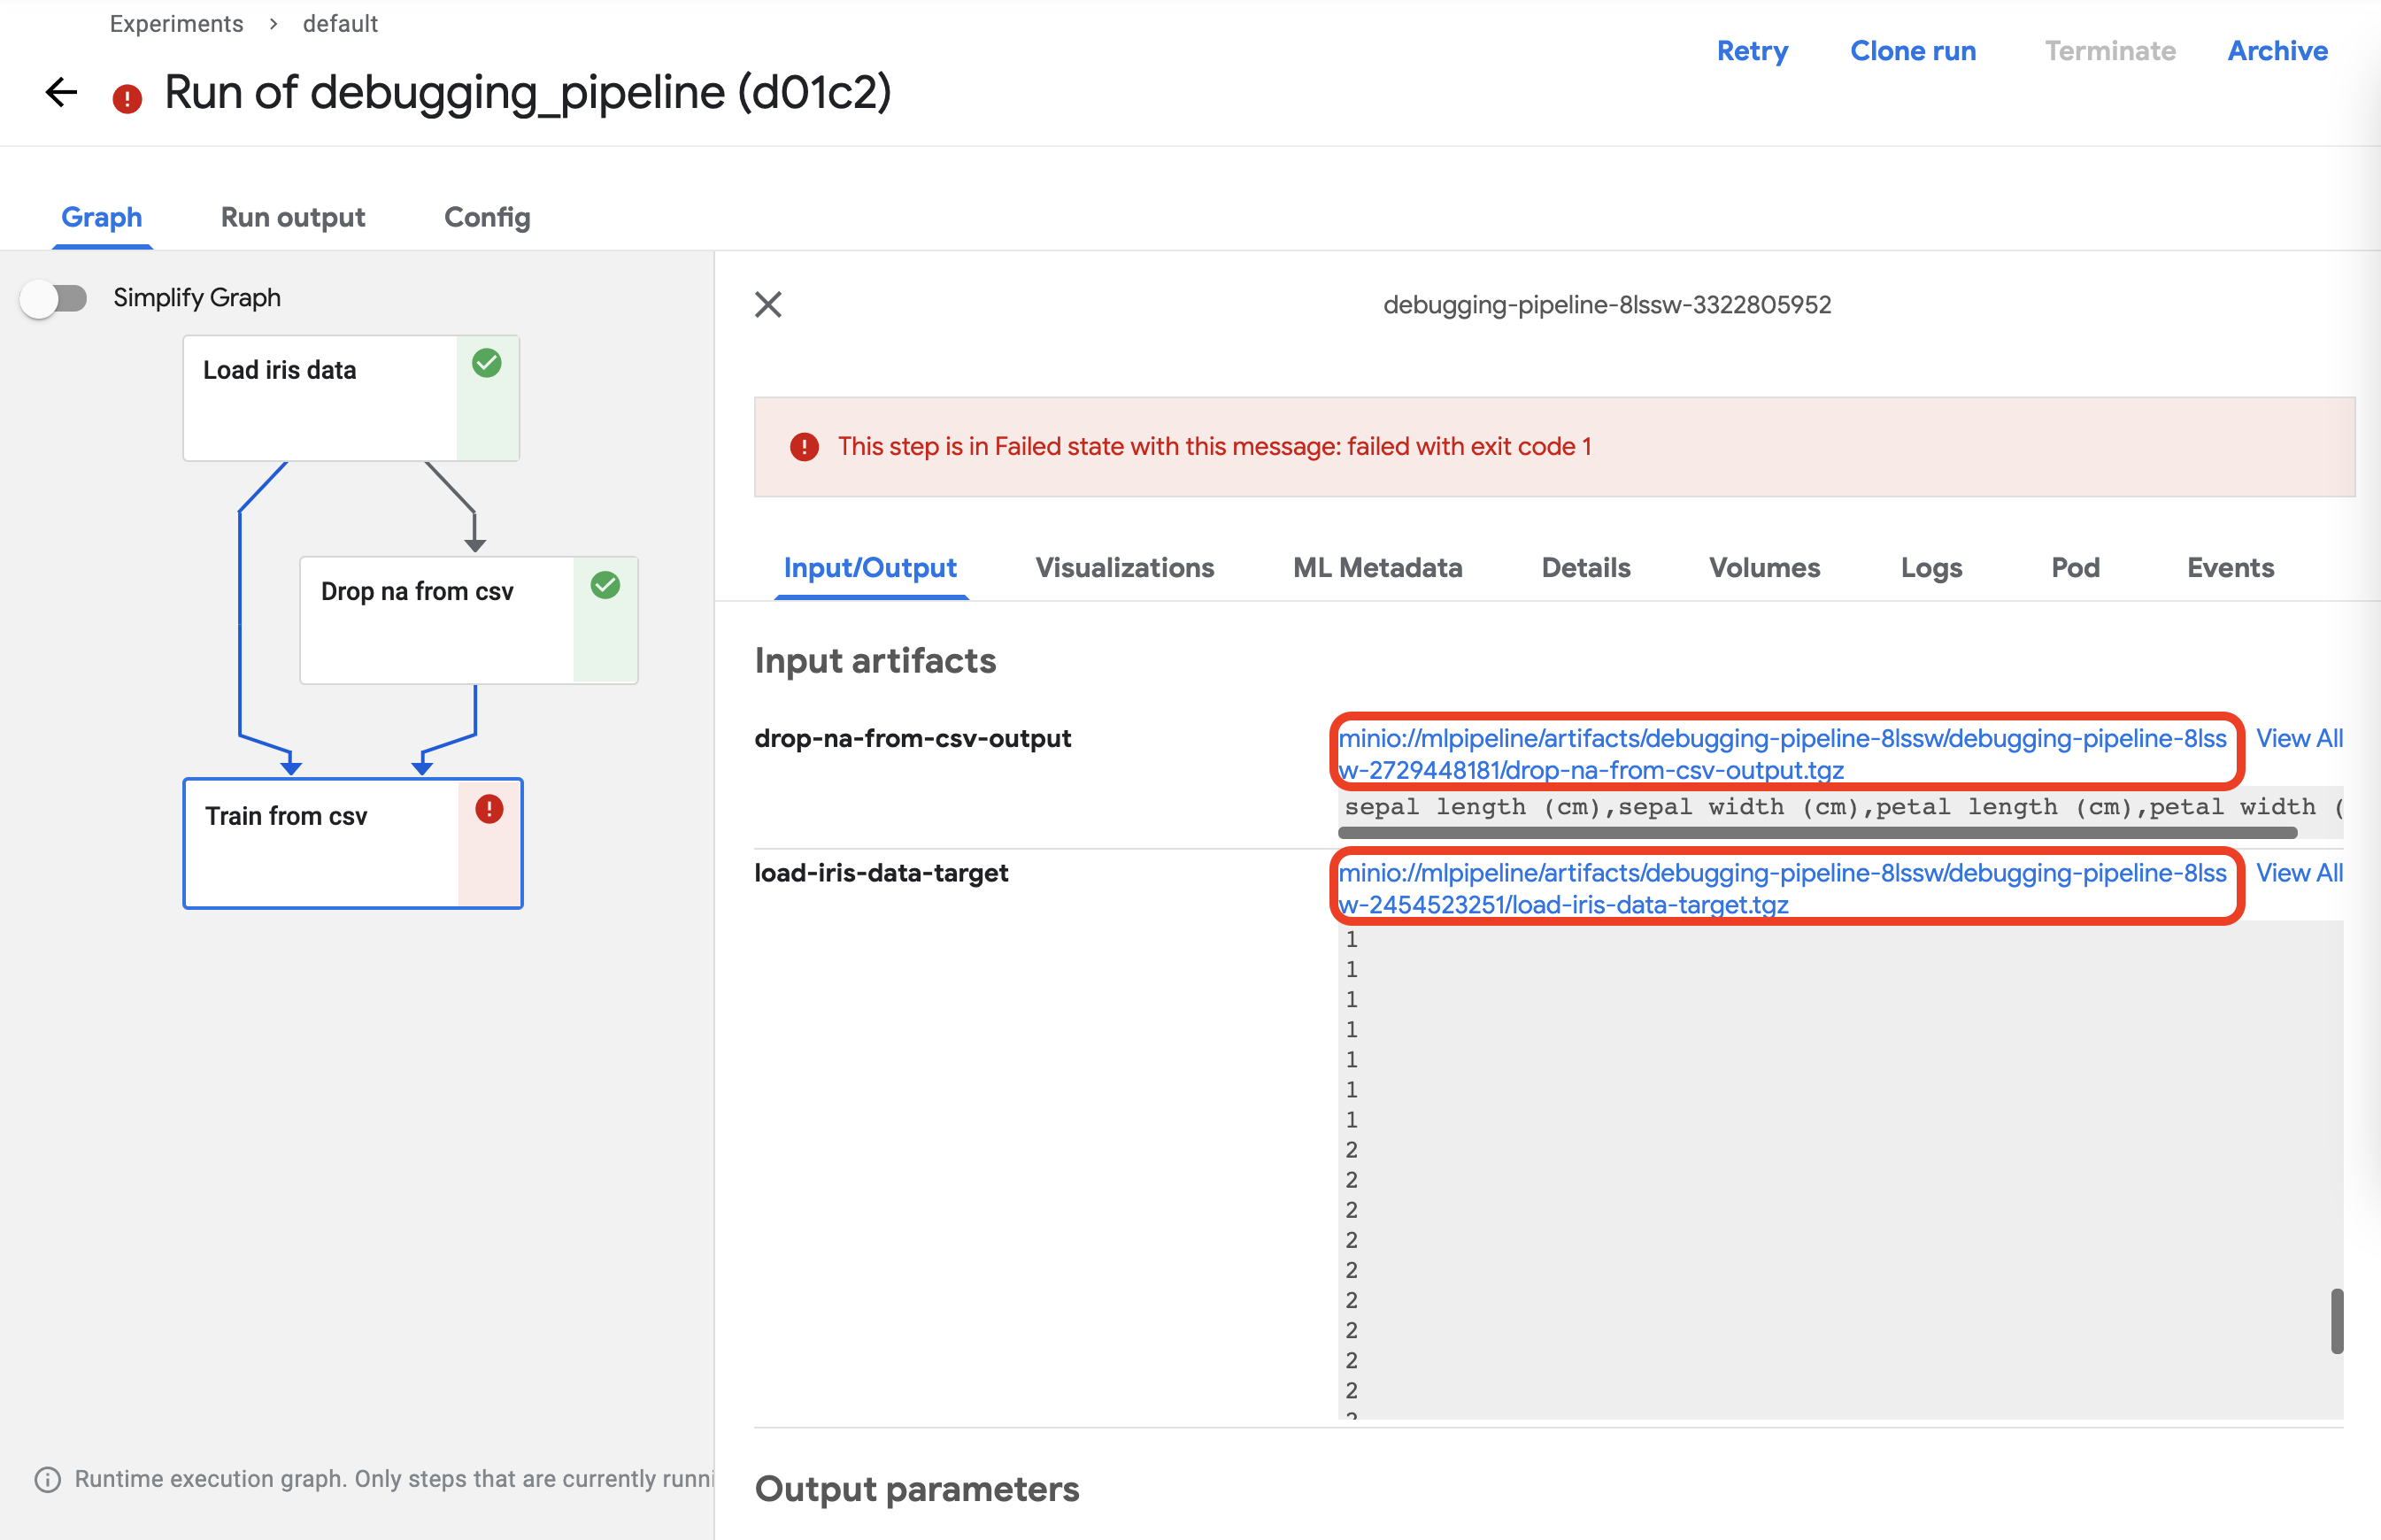 Experiments > default
Retry Clone run Terminate Archive
Run of debugging_pipeline (d01c2)
Graph Run output Config
Simplify Graph
Load iris data
Drop na from csv
Train from csv
Runtime execution graph. Only steps that are currently runni
debugging-pipeline-8lssw-3322805952
This step is in Failed state with this message: failed with exit code 1
Input/Output Visualizations ML Metadata Details Volumes Logs Pod Events
Input artifacts
drop-na-from-csv-output
minio://mlpipeline/artifacts/debugging-pipeline-8lssw/debugging-pipeline-8lss
w-2729448181/drop-na-from-csv-output.tgz
View All
sepal length (cm),sepal width (cm),petal length (cm),petal width (
load-iris-data-target
minio://mlpipeline/artifacts/debugging-pipeline-8lssw/debugging-pipeline-8lss
w-2454523251/load-iris-data-target.tgz
View All
1
1
1
1
1
1
1
2
2
2
2
2
2
2
2
2
2
Output parameters